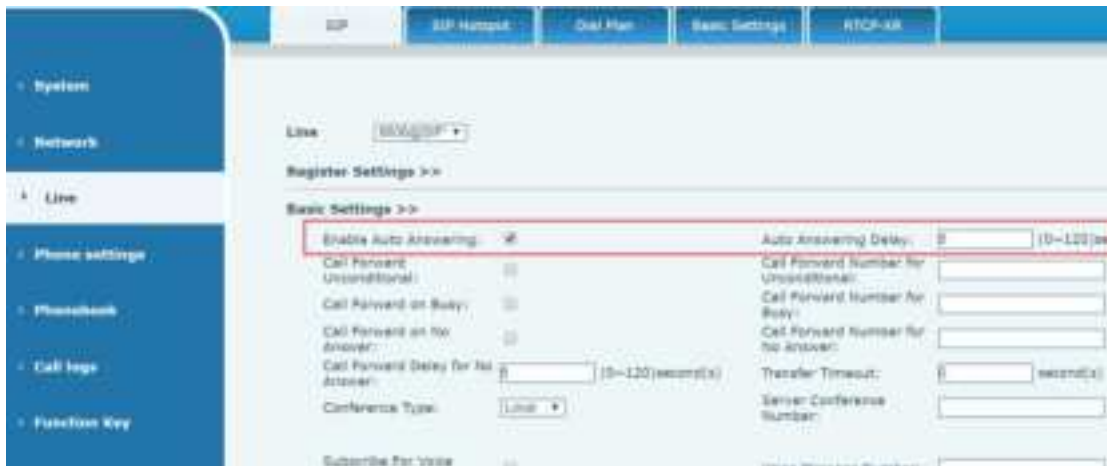 SIP
SIP Hotspot
Dial Plan
Basic Settings
RTCP-XR
System
Network
Line
Phone settings
Phonebook
Call logs
Function Key
Line
Register Settings >>
Basic Settings >>
Enable Auto Answering: Auto Answering Delay: (0~120)se
Call Forward Unconditional: Call Forward Number for Unconditional:
Call Forward on Busy: Call Forward Number for Busy:
Call Forward on No Answer: Call Forward Number for No Answer:
Call Forward Delay for No Answer: (0~120)second(s) Transfer Timeout: second(s)
Conference Type: Local Server Conference Number:
Subscribe For Voice